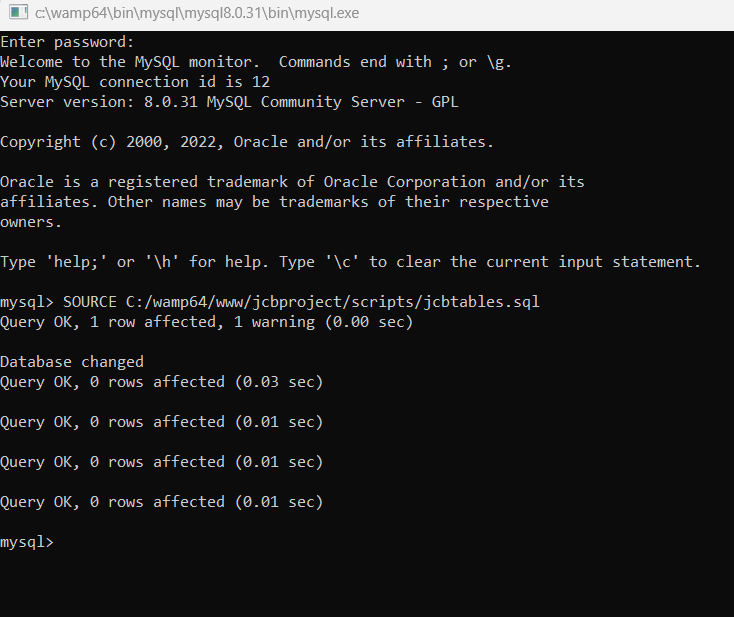 c:\wamp64\bin\mysql\mysql8.0.31\bin\mysql.exe
Enter password:
Welcome to the MySQL monitor.  Commands end with ; or \g.
Your MySQL connection id is 12
Server version: 8.0.31 MySQL Community Server - GPL
Copyright (c) 2000, 2022, Oracle and/or its affiliates.
Oracle is a registered trademark of Oracle Corporation and/or its
affiliates. Other names may be trademarks of their respective
owners.
Type 'help;' or '\h' for help. Type '\c' to clear the current input statement.
mysql> SOURCE C:/wamp64/www/jcbproject/scripts/jcbtables.sql
Query OK, 1 row affected, 1 warning (0.00 sec)
Database changed
Query OK, 0 rows affected (0.03 sec)
Query OK, 0 rows affected (0.01 sec)
Query OK, 0 rows affected (0.01 sec)
Query OK, 0 rows affected (0.01 sec)
mysql>